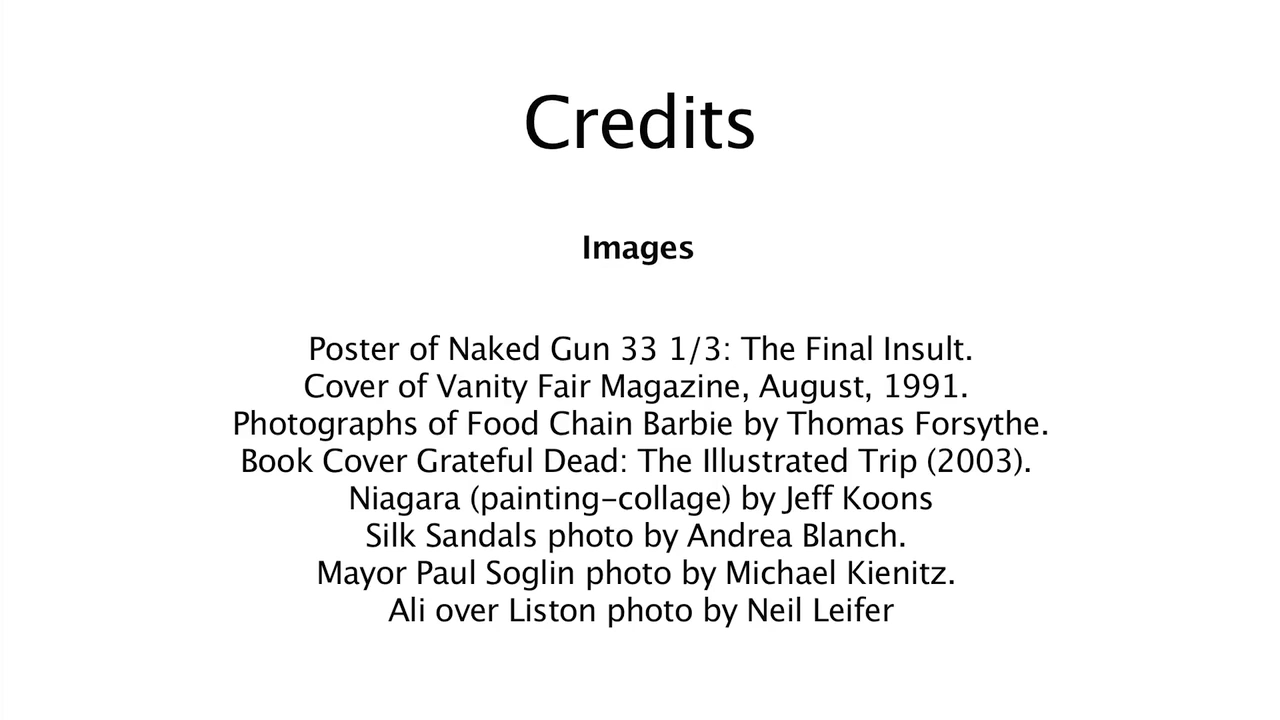 Credits
Images
Poster of Naked Gun 33 1/3: The Final Insult.
Cover of Vanity Fair Magazine, August, 1991.
Photographs of Food Chain Barbie by Thomas Forsythe.
Book Cover Grateful Dead: The Illustrated Trip (2003).
Niagara (painting-collage) by Jeff Koons
Silk Sandals photo by Andrea Blanch.
Mayor Paul Soglin photo by Michael Kienitz.
Ali over Liston photo by Neil Leifer